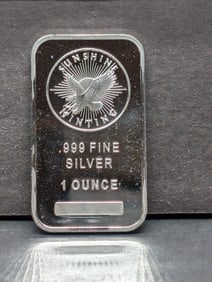 SUNSHINE
MINTING
.999 FINE
SILVER
1 OUNCE